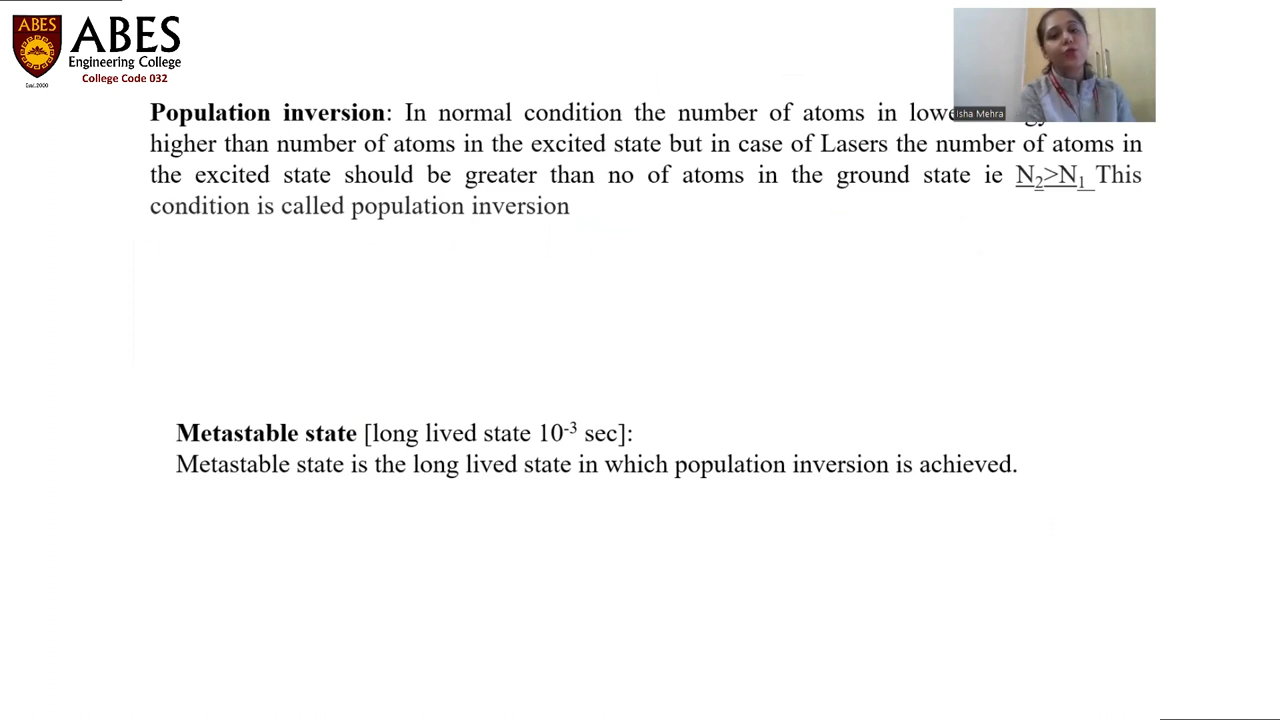 ABES
ABES
Engineering College
College Code 032
Estd.2000
Isha Mehra
Population inversion: In normal condition the number of atoms in lowe
higher than number of atoms in the excited state but in case of Lasers the number of atoms in
the excited state should be greater than no of atoms in the ground state ie N₂>N₁ This
condition is called population inversion
Metastable state [long lived state 10⁻³ sec]:
Metastable state is the long lived state in which population inversion is achieved.